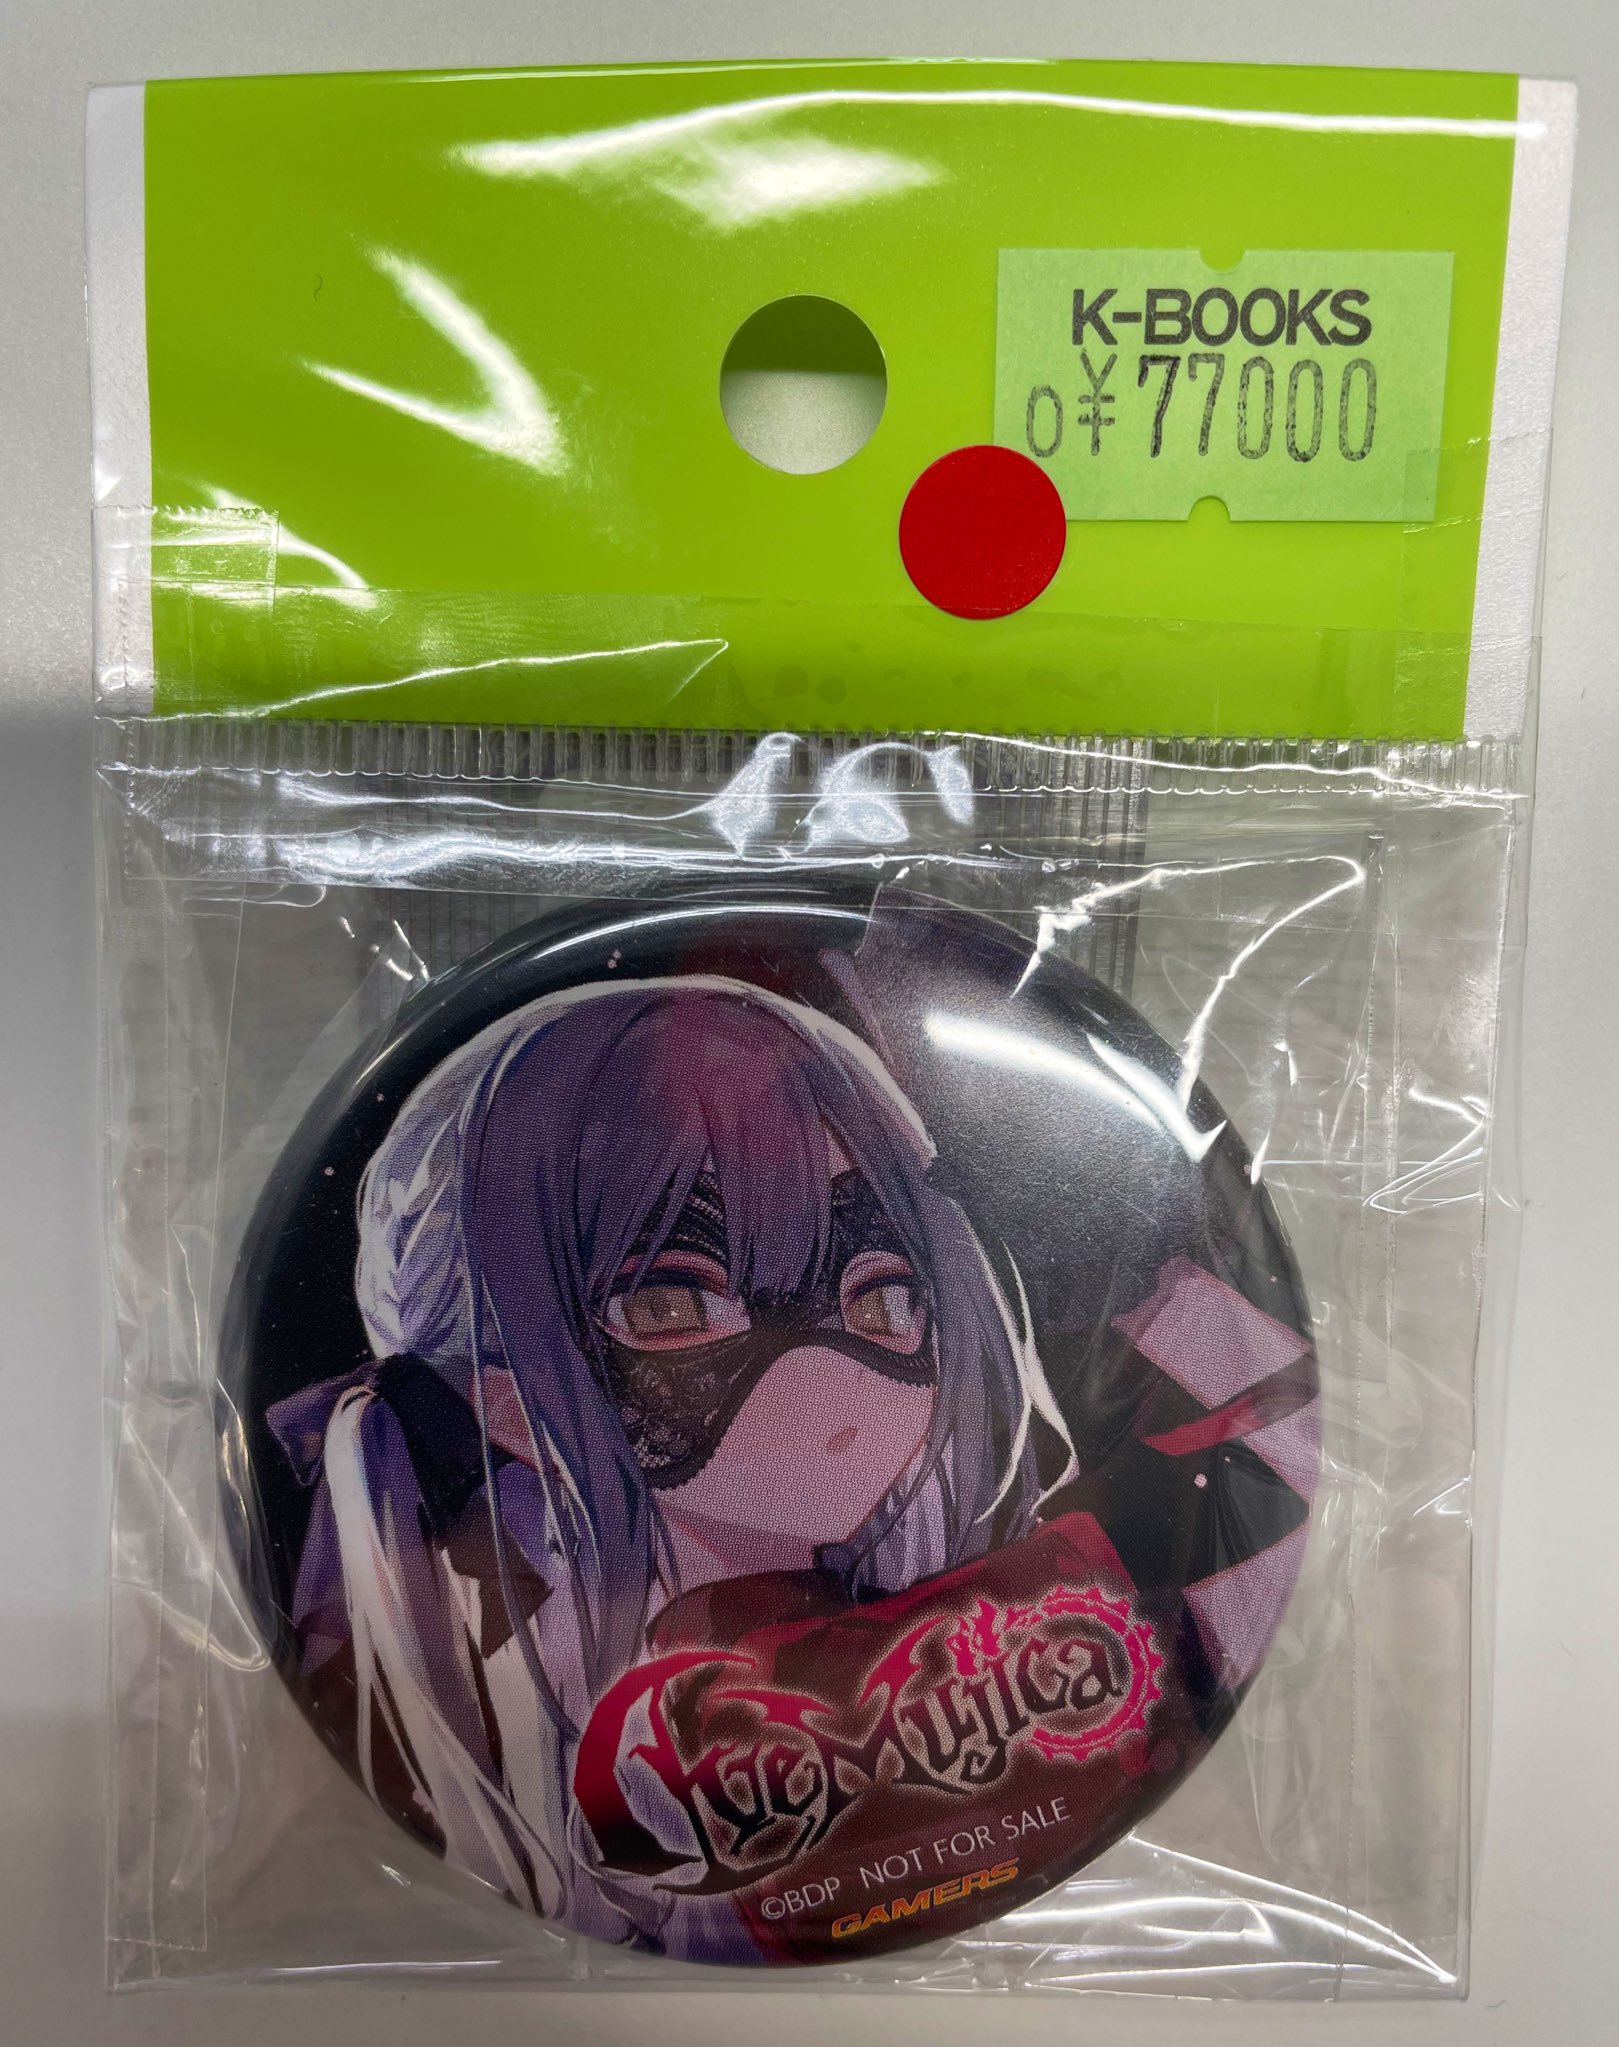 K-BOOKS
0¥77000
Ave Mujica
©BDP NOT FOR SALE
GAMERS